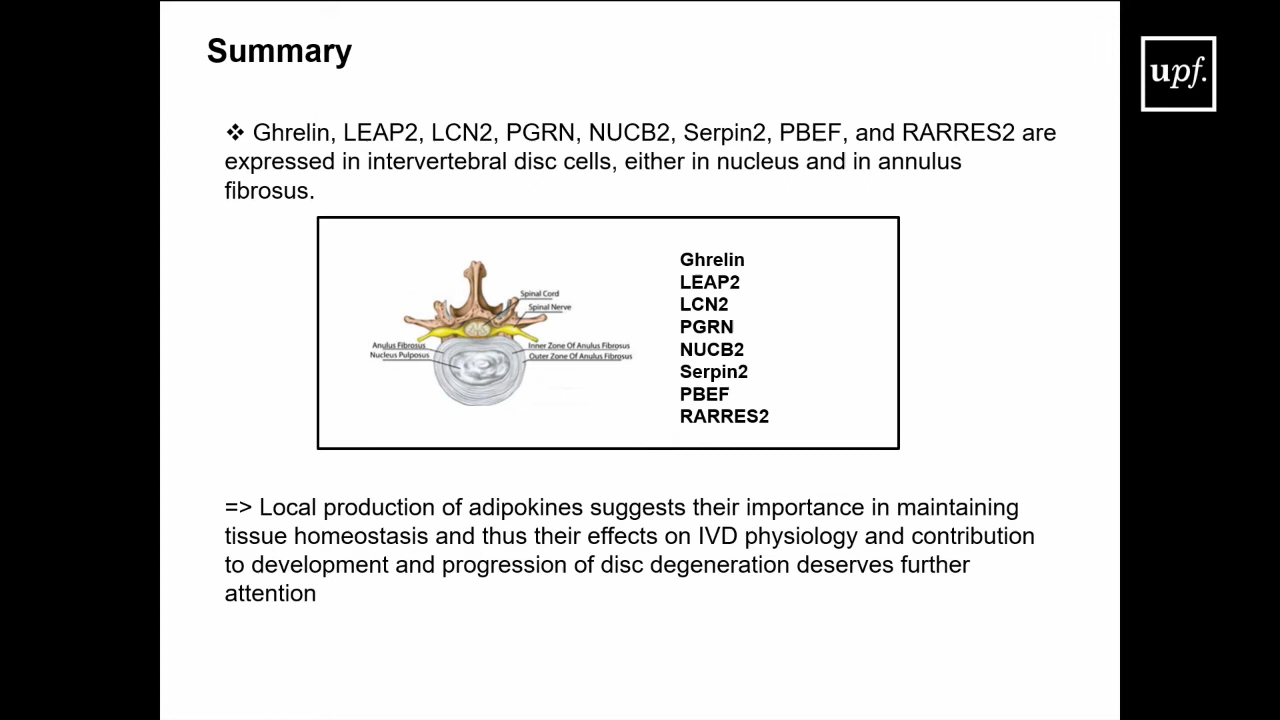 Summary
upf.
❖ Ghrelin, LEAP2, LCN2, PGRN, NUCB2, Serpin2, PBEF, and RARRES2 are
expressed in intervertebral disc cells, either in nucleus and in annulus
fibrosus.
Spinal Cord
Spinal Nerve
Anulus Fibrosus
Nucleus Pulposus
Inner Zone Of Anulus Fibrosus
Outer Zone Of Anulus Fibrosus
Ghrelin
LEAP2
LCN2
PGRN
NUCB2
Serpin2
PBEF
RARRES2
=> Local production of adipokines suggests their importance in maintaining
tissue homeostasis and thus their effects on IVD physiology and contribution
to development and progression of disc degeneration deserves further
attention